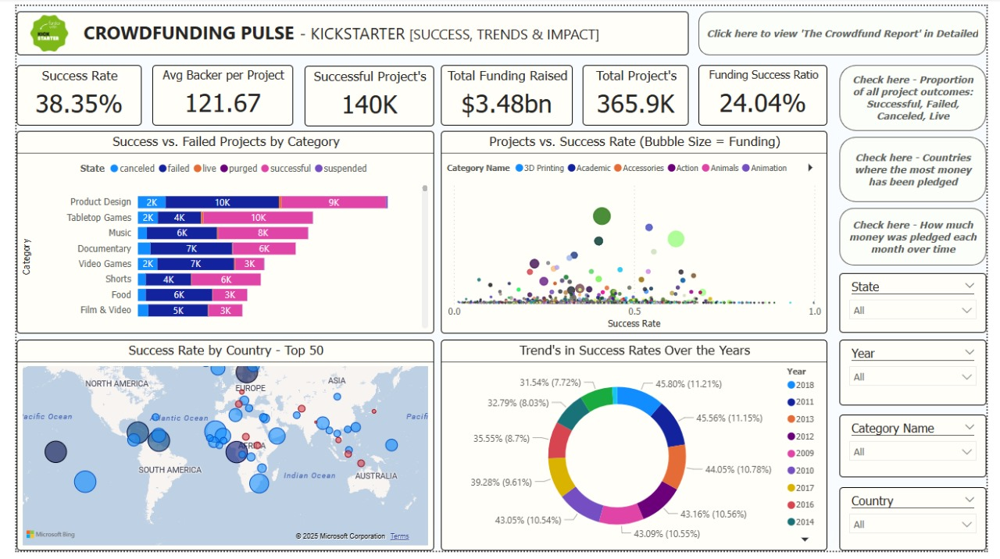 KICK
STARTER
CROWDFUNDING PULSE - KICKSTARTER [SUCCESS, TRENDS & IMPACT]
Click here to view 'The Crowdfund Report' in Detailed
Success Rate
38.35%
Avg Backer per Project
121.67
Successful Project's
140K
Total Funding Raised
$3.48bn
Total Project's
365.9K
Funding Success Ratio
24.04%
Check here - Proportion
of all project outcomes:
Successful, Failed,
Canceled, Live
Check here - Countries
where the most money
has been pledged
Check here - How much
money was pledged each
month over time
Success vs. Failed Projects by Category
State canceled failed live purged successful suspended
Category
Product Design 2K 10K 9K
Tabletop Games 2K 4K 10K
Music 6K 8K
Documentary 7K 6K
Video Games 2K 7K 3K
Shorts 4K 6K
Food 6K 3K
Film & Video 5K 3K
Projects vs. Success Rate (Bubble Size = Funding)
Category Name 3D Printing Academic Accessories Action Animals Animation
0.0 0.5 1.0
Success Rate
State
All
Year
All
Category Name
All
Country
All
Success Rate by Country - Top 50
NORTH AMERICA
EUROPE
ASIA
acific Ocean
Atlantic Ocean
Pacif
AFRICA
SOUTH AMERICA
Indian Ocean
AUSTRALIA
Microsoft Bing
© 2025 Microsoft Corporation Terms
Trend's in Success Rates Over the Years
31.54% (7.72%)
45.80% (11.21%)
32.79% (8.03%)
45.56% (11.15%)
35.55% (8.7%)
44.05% (10.78%)
39.28% (9.61%)
43.16% (10.56%)
43.05% (10.54%)
43.09% (10.55%)
Year
2018
2011
2013
2012
2009
2010
2017
2016
2014